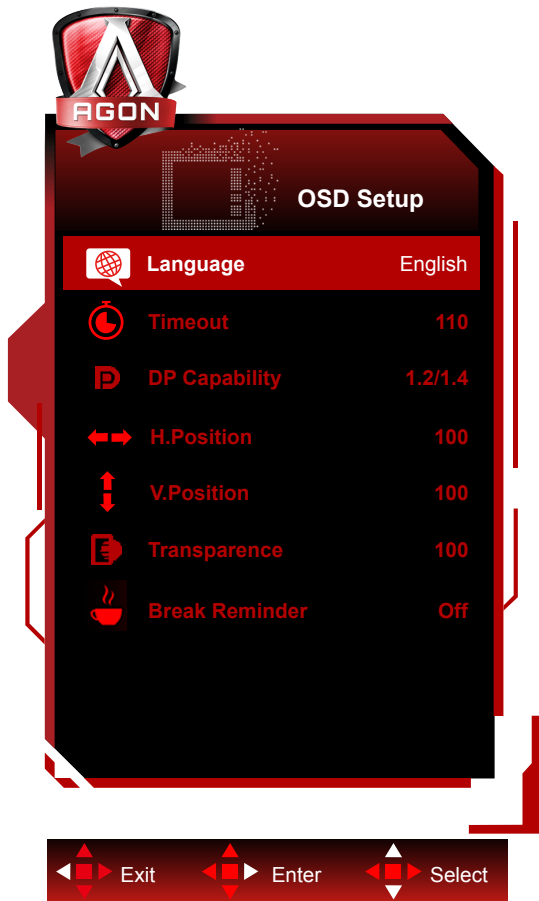 AGON
OSD Setup
Language English
Timeout 110
DP Capability 1.2/1.4
H.Position 100
V.Position 100
Transparence 100
Break Reminder Off
Exit Enter Select